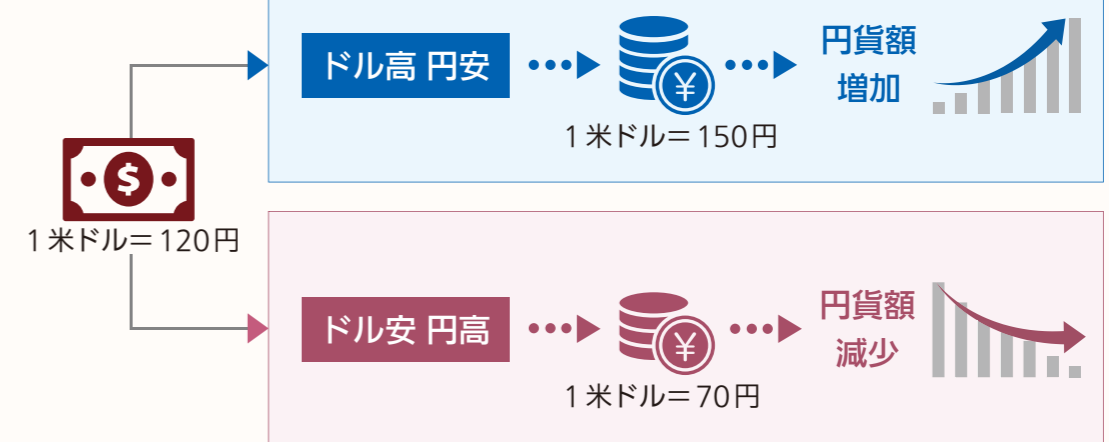 ドル高 円安
¥
円貨額
増加
1米ドル=150円
$
1米ドル=120円
ドル安 円高
¥
円貨額
減少
1米ドル=70円